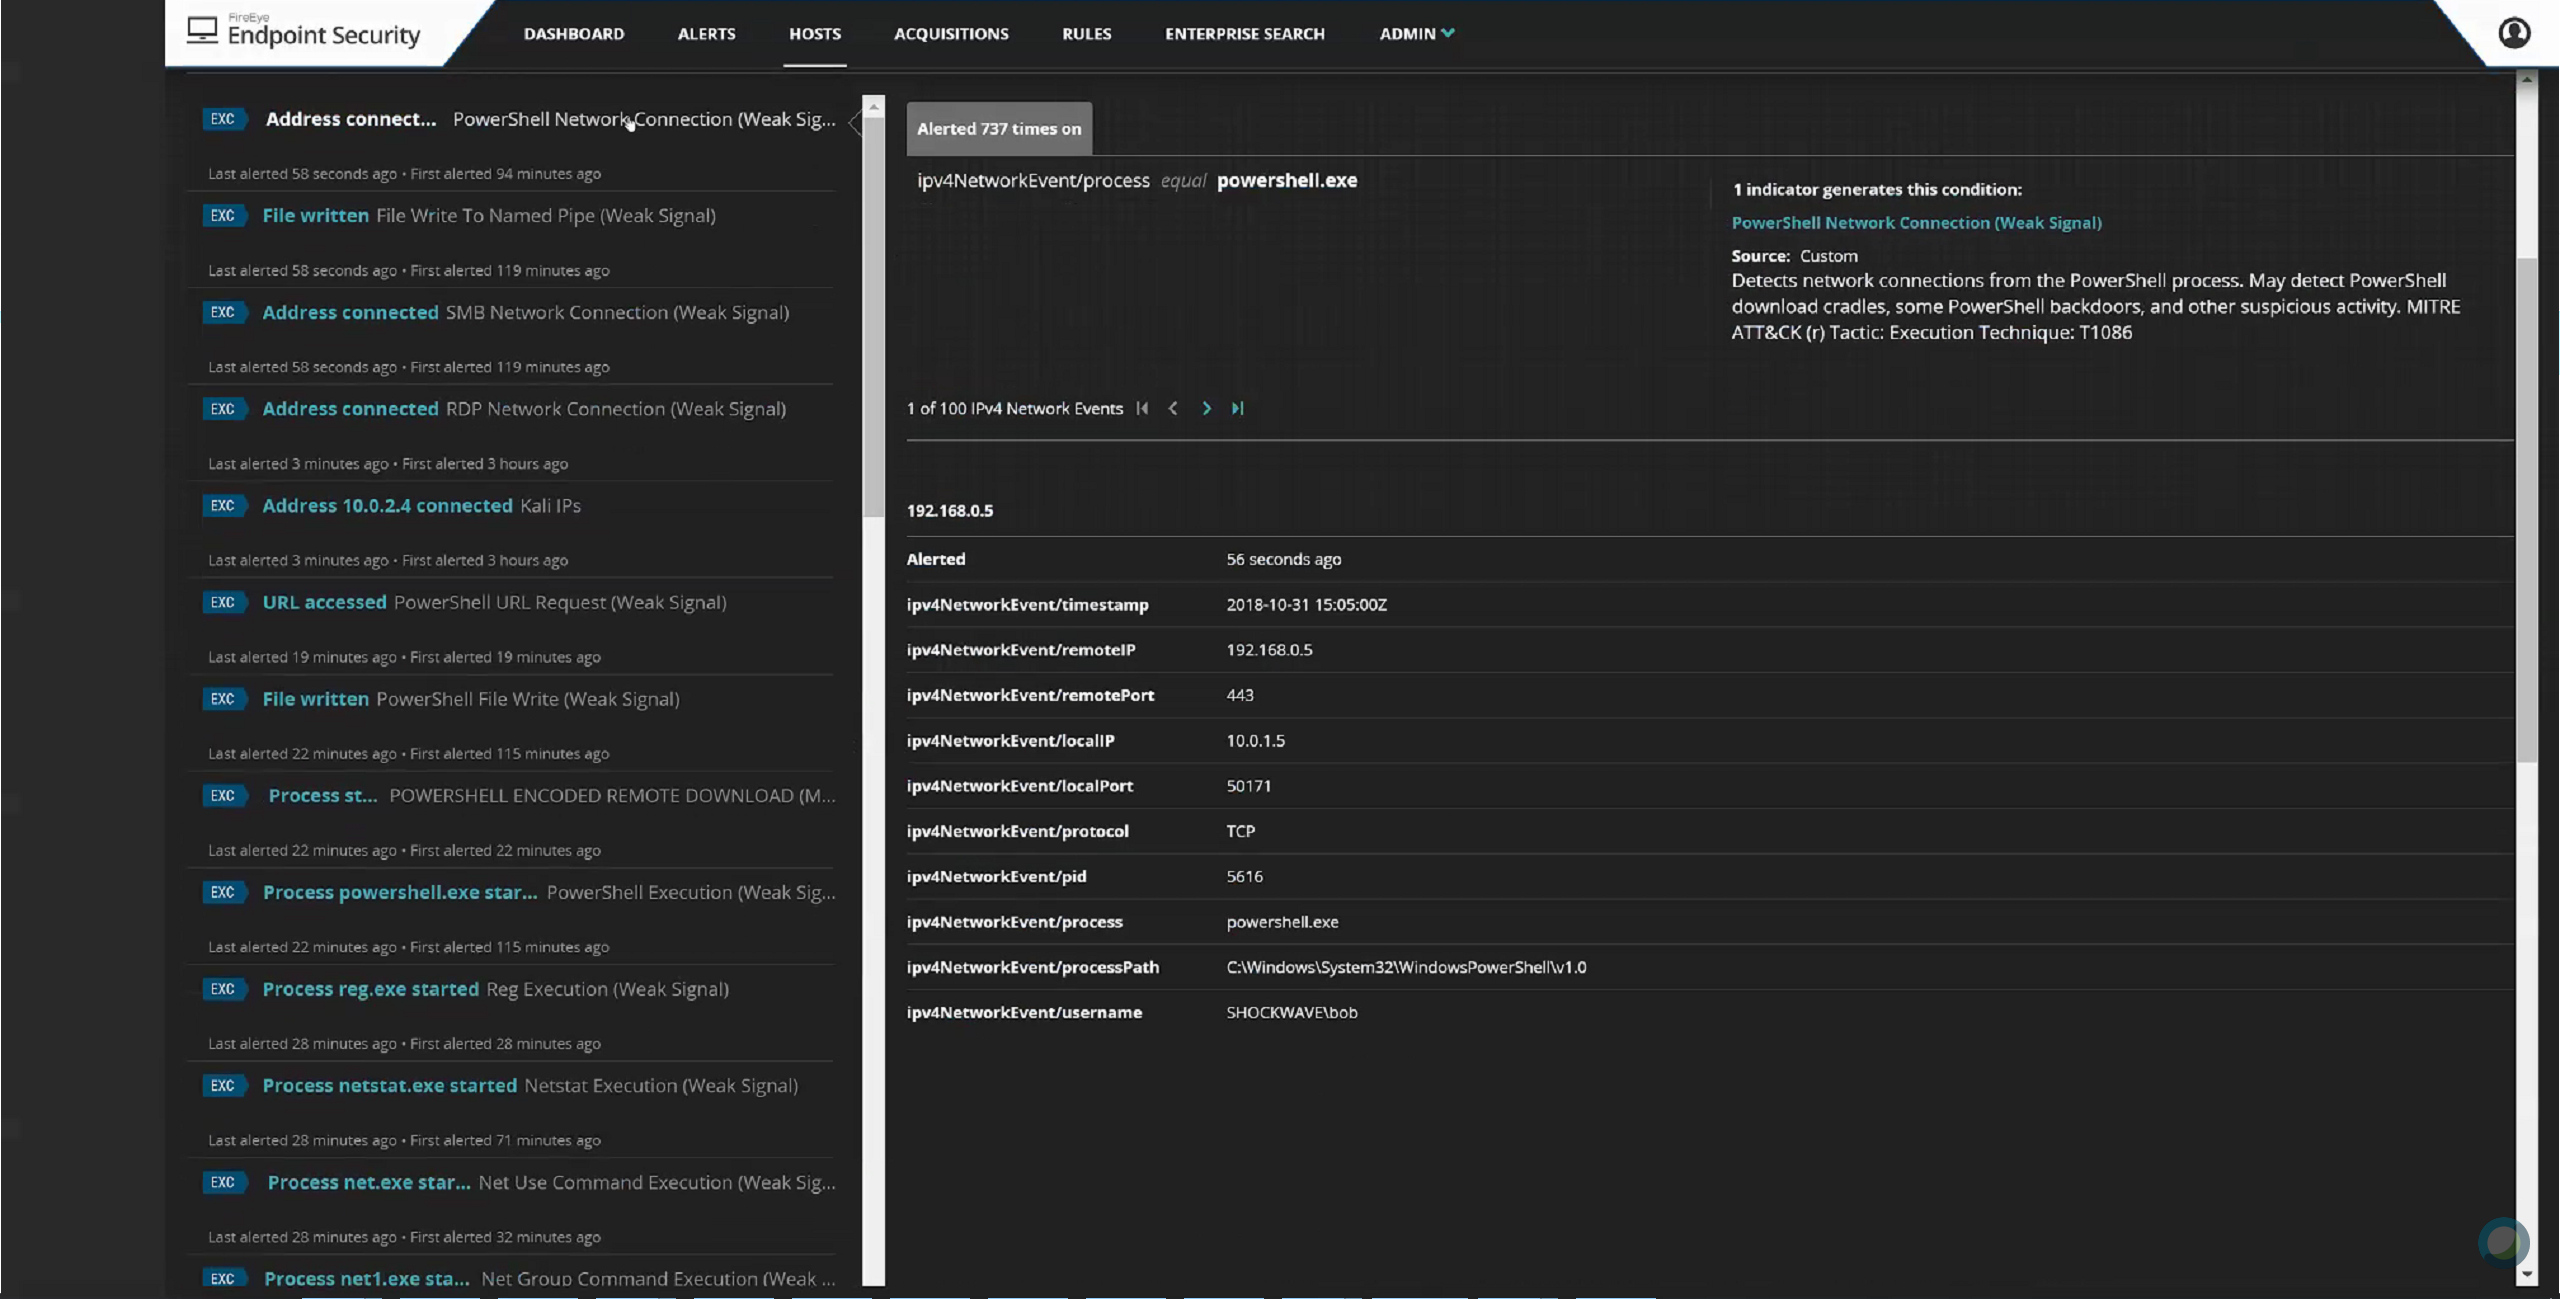 FireEye
Endpoint Security
DASHBOARD
ALERTS
HOSTS
ACQUISITIONS
RULES
ENTERPRISE SEARCH
ADMIN
EXC Address connect... PowerShell Network Connection (Weak Sig...
Last alerted 58 seconds ago • First alerted 94 minutes ago
EXC File written File Write To Named Pipe (Weak Signal)
Last alerted 58 seconds ago • First alerted 119 minutes ago
EXC Address connected SMB Network Connection (Weak Signal)
Last alerted 58 seconds ago • First alerted 119 minutes ago
EXC Address connected RDP Network Connection (Weak Signal)
Last alerted 3 minutes ago • First alerted 3 hours ago
EXC Address 10.0.2.4 connected Kali IPs
Last alerted 3 minutes ago • First alerted 3 hours ago
EXC URL accessed PowerShell URL Request (Weak Signal)
Last alerted 19 minutes ago • First alerted 19 minutes ago
EXC File written PowerShell File Write (Weak Signal)
Last alerted 22 minutes ago • First alerted 115 minutes ago
EXC Process st... POWERSHELL ENCODED REMOTE DOWNLOAD (M...
Last alerted 22 minutes ago • First alerted 22 minutes ago
EXC Process powershell.exe star... PowerShell Execution (Weak Sig...
Last alerted 22 minutes ago • First alerted 115 minutes ago
EXC Process reg.exe started Reg Execution (Weak Signal)
Last alerted 28 minutes ago • First alerted 28 minutes ago
EXC Process netstat.exe started Netstat Execution (Weak Signal)
Last alerted 28 minutes ago • First alerted 71 minutes ago
EXC Process net.exe star... Net Use Command Execution (Weak Sig...
Last alerted 28 minutes ago • First alerted 32 minutes ago
EXC Process net1.exe sta... Net Group Command Execution (Weak ...
Alerted 737 times on
ipv4NetworkEvent/process equal powershell.exe
1 indicator generates this condition:
PowerShell Network Connection (Weak Signal)
Source: Custom
Detects network connections from the PowerShell process. May detect PowerShell
download cradles, some PowerShell backdoors, and other suspicious activity. MITRE
ATT&CK (r) Tactic: Execution Technique: T1086
1 of 100 IPv4 Network Events
192.168.0.5
Alerted 56 seconds ago
ipv4NetworkEvent/timestamp 2018-10-31 15:05:00Z
ipv4NetworkEvent/remoteIP 192.168.0.5
ipv4NetworkEvent/remotePort 443
ipv4NetworkEvent/localIP 10.0.1.5
ipv4NetworkEvent/localPort 50171
ipv4NetworkEvent/protocol TCP
ipv4NetworkEvent/pid 5616
ipv4NetworkEvent/process powershell.exe
ipv4NetworkEvent/processPath C:\Windows\System32\WindowsPowerShell\v1.0
ipv4NetworkEvent/username SHOCKWAVE\bob